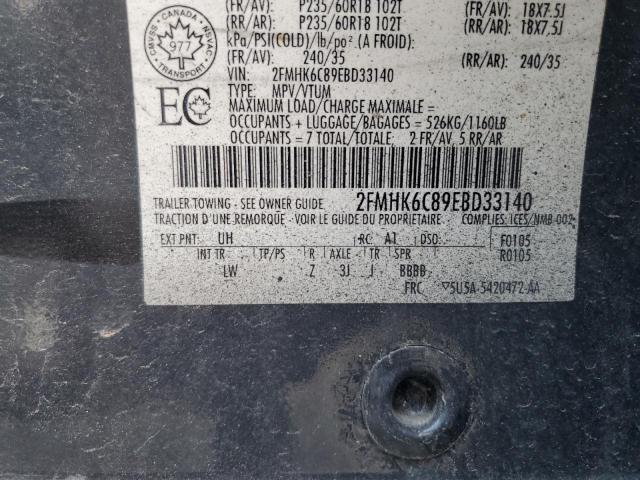 (FR/AV): P235/60R18 102T (FR/AV): 18X7.5J
(RR/AR): P235/60R18 102T (RR/AR): 18X7.5J
kPa/PSI(COLD)/lb/po² (A FROID):
(FR/AV): 240/35 (RR/AR): 240/35
VIN: 2FMHK6C89EBD33140
TYPE: MPV/VTUM
MAXIMUM LOAD/CHARGE MAXIMALE =
OCCUPANTS + LUGGAGE/BAGAGES = 526KG/1160LB
OCCUPANTS = 7 TOTAL/TOTALE: 2 FR/AV, 5 RR/AR
CANADA
CMVSS NSVAC
977
TRANSPORT
EC
TRAILER TOWING - SEE OWNER GUIDE 2FMHK6C89EBD33140
TRACTION D'UNE REMORQUE - VOIR LE GUIDE DU PROPRIETAIRE COMPLIES: ICES/NMB-002
EXT PNT: UH RC: A1 DSO: F0105
INT TR TP/PS R AXLE TR SPR R0105
LW Z 3J J BBBB
FRC 5U5A-5420472-AA